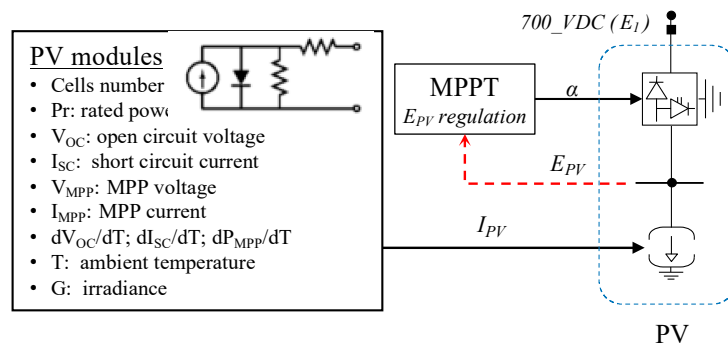 700_VDC (E1)
PV modules
• Cells number
• Pr: rated
• VOC: open circuit voltage
• ISC: short circuit current
• VMPP: MPP voltage
• IMPP: MPP current
• dVOC/dT; dISC/dT; dPMPP/dT
• T: ambient temperature
• G: irradiance
MPPT
EPV regulation
α
EPV
IPV
PV